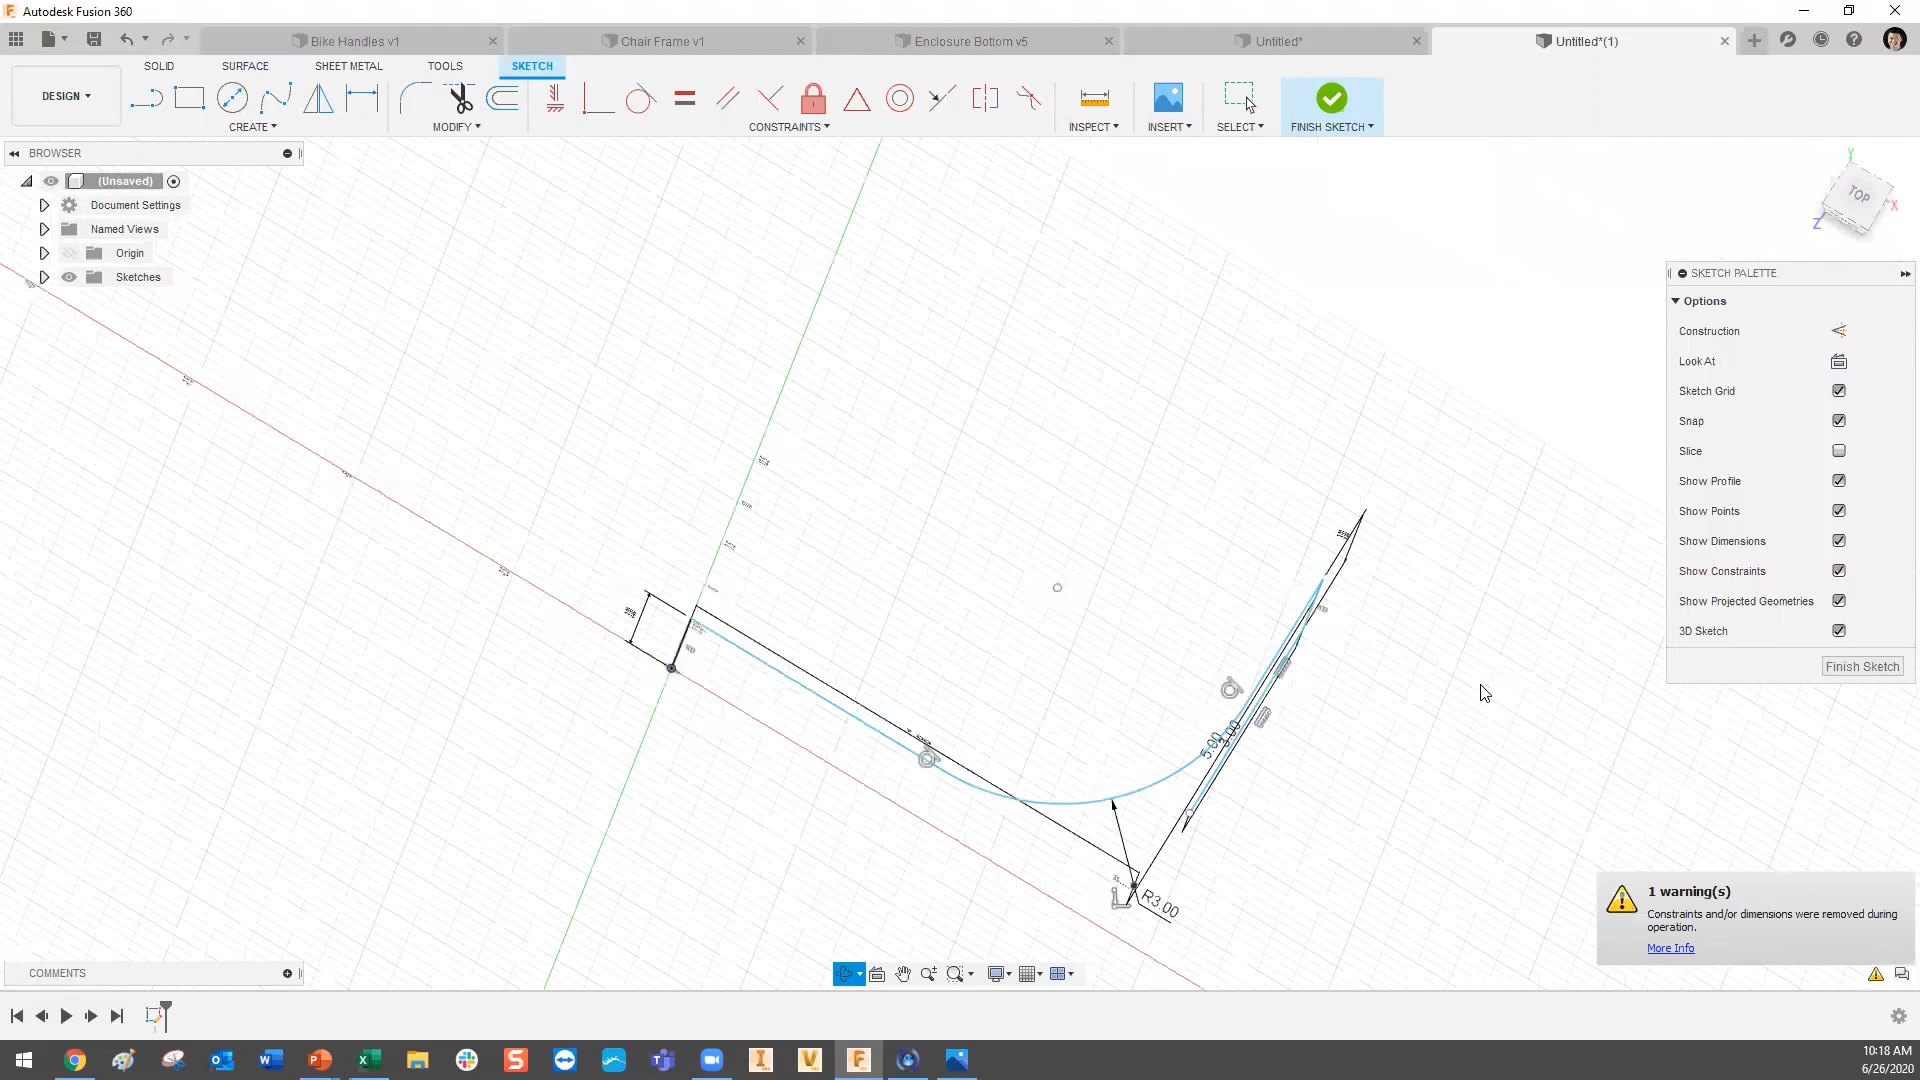 Autodesk Fusion 360
Bike Handles v1
Chair Frame v1
Enclosure Bottom v5
Untitled*
Untitled*(1)
SOLID
SURFACE
SHEET METAL
TOOLS
SKETCH
DESIGN
CREATE
MODIFY
CONSTRAINTS
INSPECT
INSERT
SELECT
FINISH SKETCH
BROWSER
(Unsaved)
Document Settings
Named Views
Origin
Sketches
Y
TOP
X
Z
SKETCH PALETTE
Options
Construction
Look At
Sketch Grid
Snap
Slice
Show Profile
Show Points
Show Dimensions
Show Constraints
Show Projected Geometries
3D Sketch
Finish Sketch
5.00
3.00
R3.00
1 warning(s)
Constraints and/or dimensions were removed during
operation.
More Info
COMMENTS
10:18 AM
6/26/2020